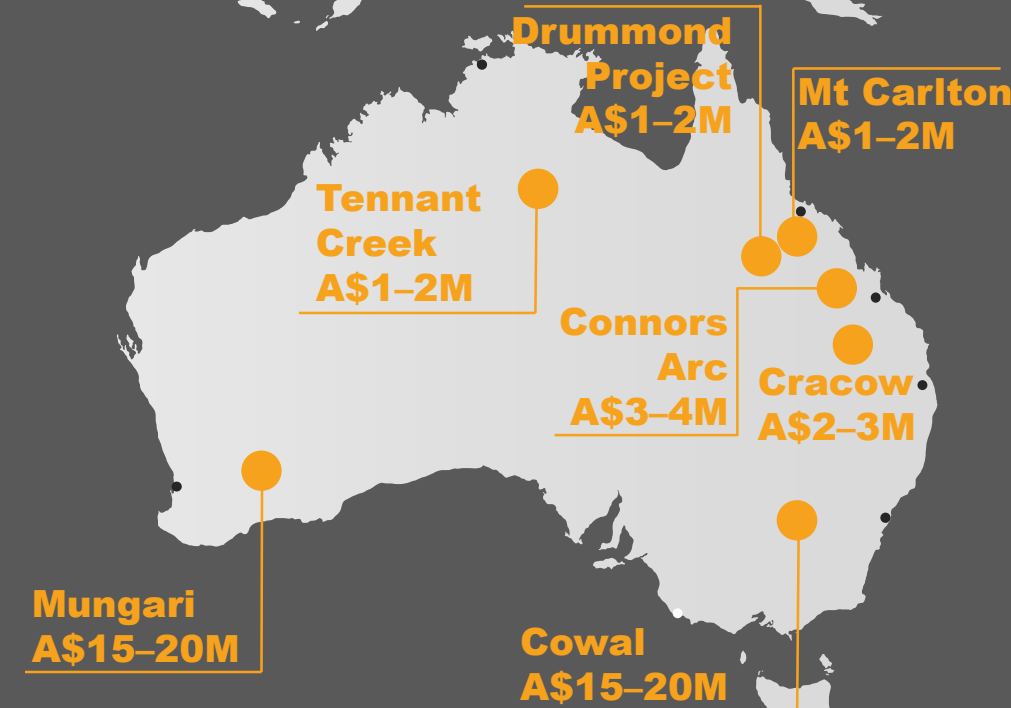 Drummond
Project
A$1–2M
Mt Carlton
A$1–2M
Tennant
Creek
A$1–2M
Connors
Arc
A$3–4M
Cracow
A$2–3M
Mungari
A$15–20M
Cowal
A$15–20M